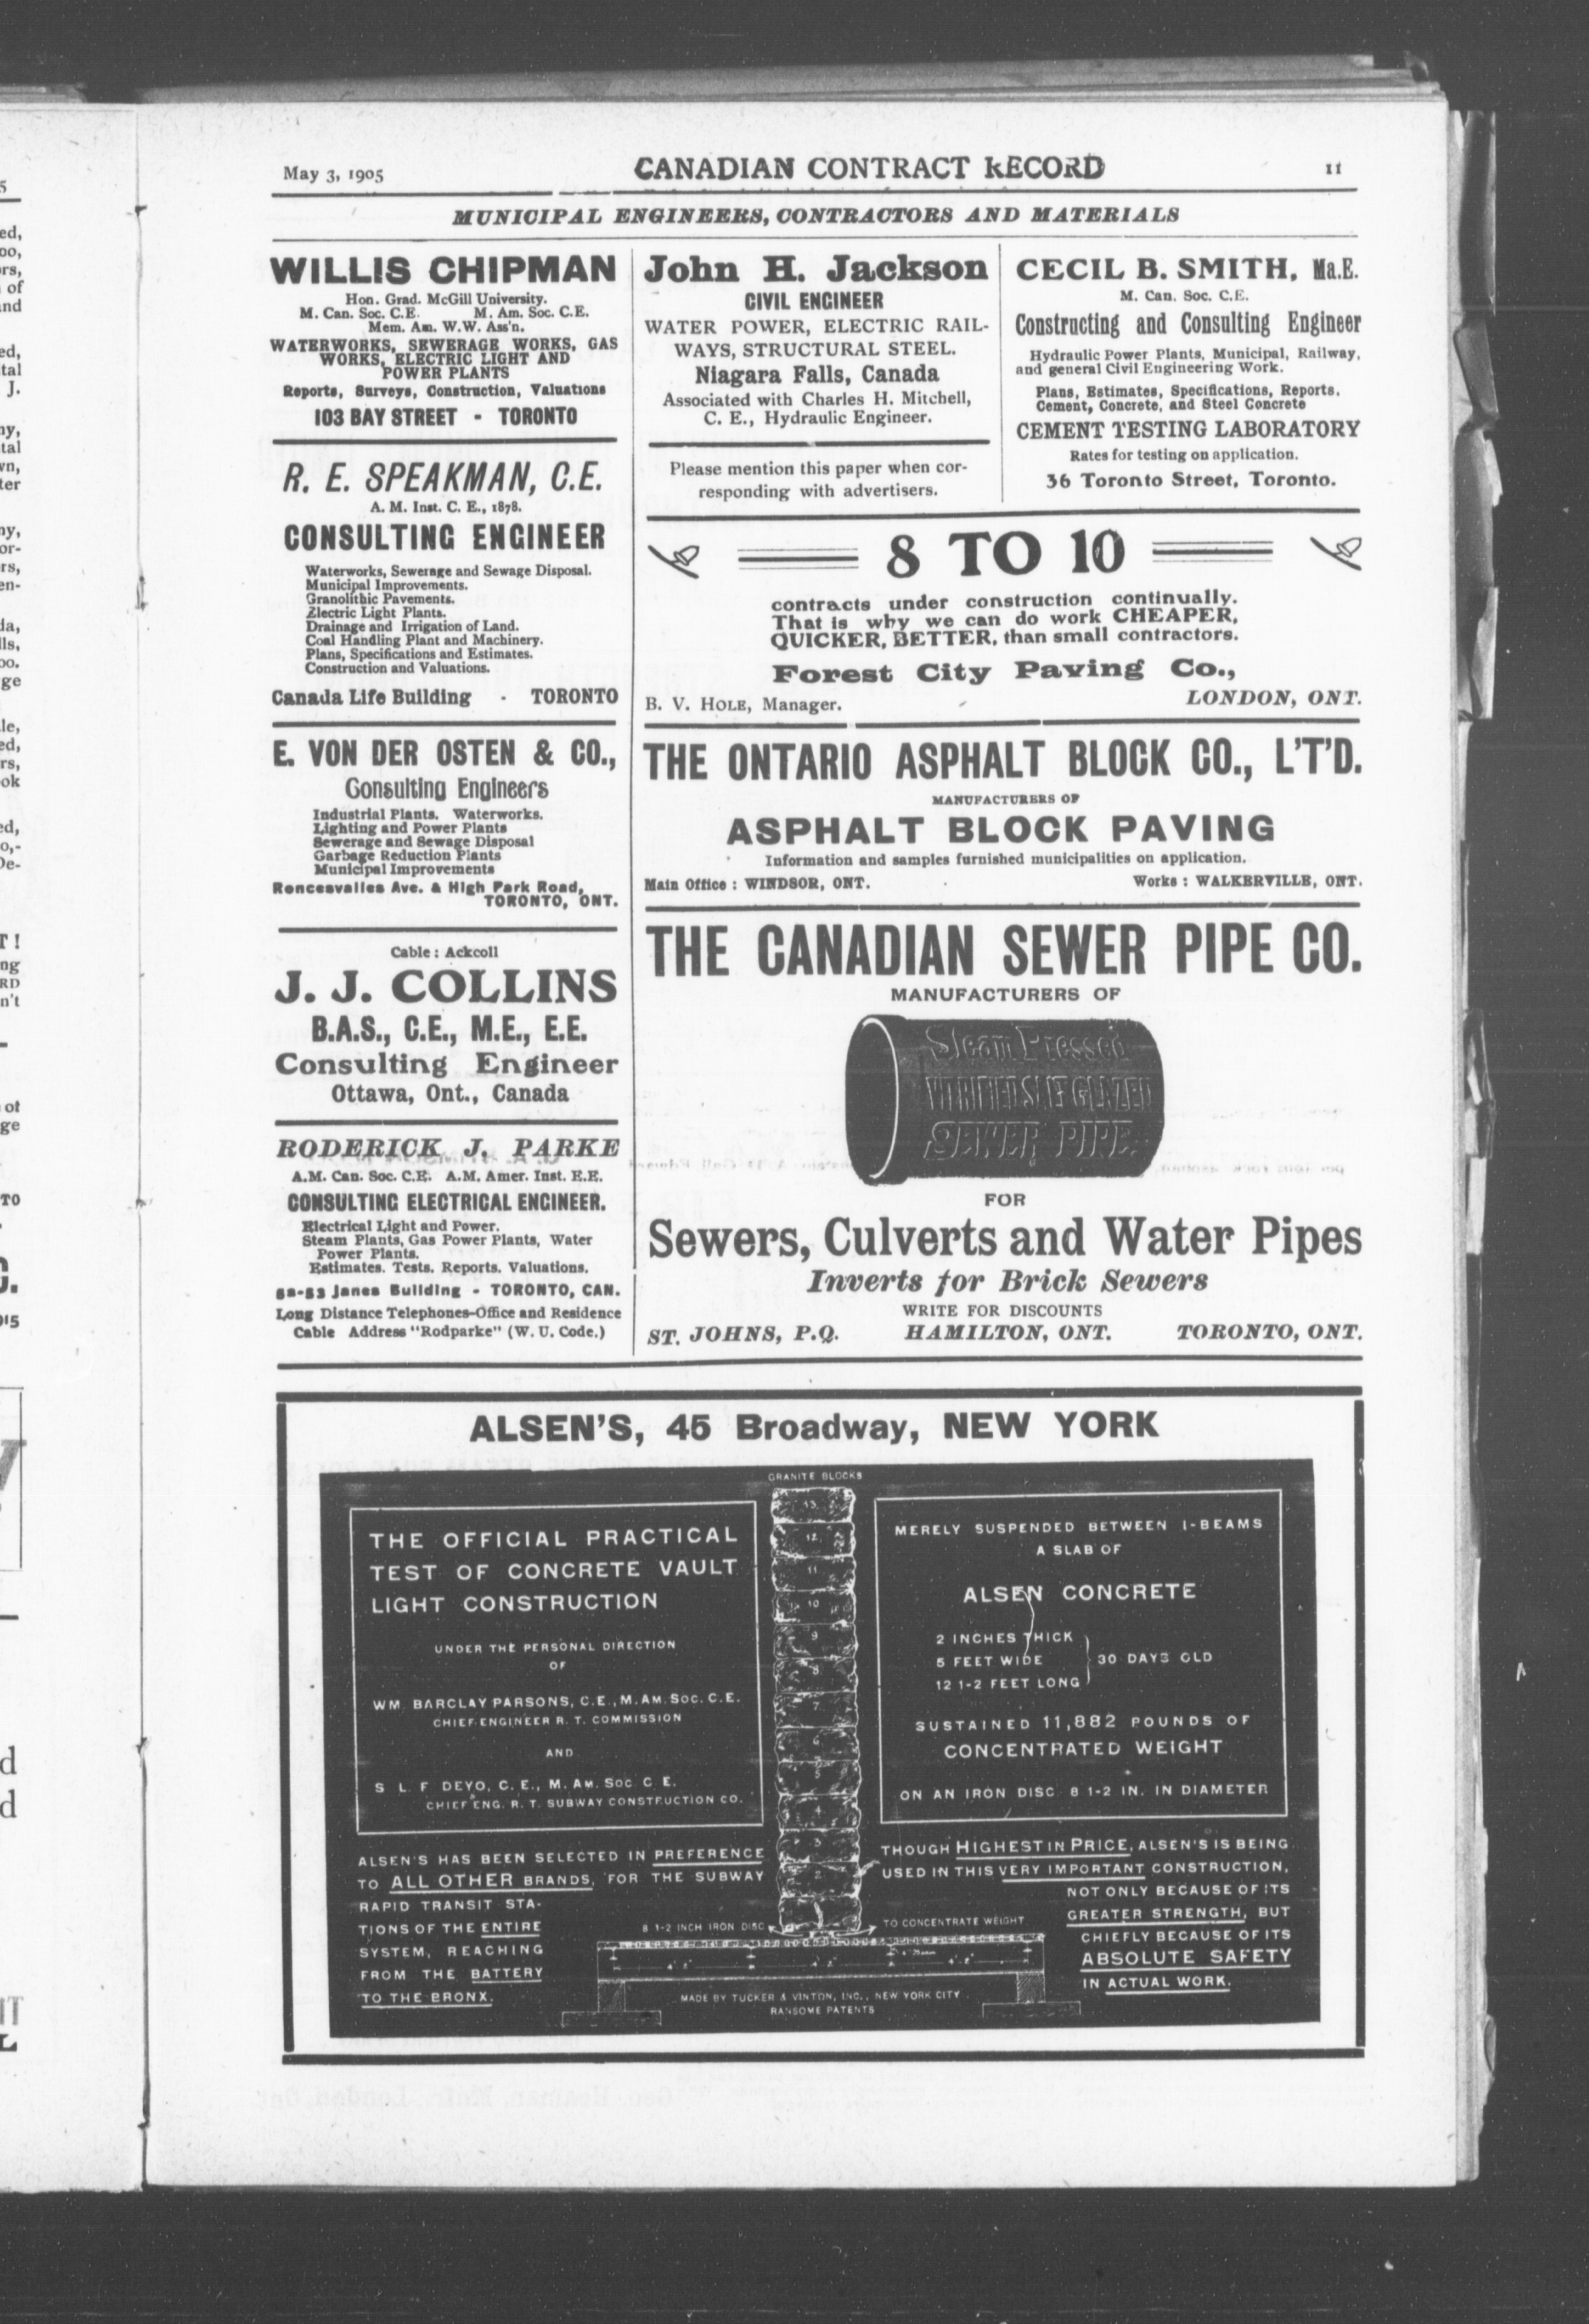 May 3, 1905
CANADIAN CONTRACT RECORD
11
MUNICIPAL ENGINEERS, CONTRACTORS AND MATERIALS
WILLIS CHIPMAN
Hon. Grad. McGill University.
M. Can. Soc. C.E. M. Am. Soc. C.E.
Mem. Am. W.W. Ass'n.
WATERWORKS, SEWERAGE WORKS, GAS
WORKS, ELECTRIC LIGHT AND
POWER PLANTS
Reports, Surveys, Construction, Valuations
103 BAY STREET - TORONTO
R. E. SPEAKMAN, C.E.
A. M. Inst. C. E., 1878.
CONSULTING ENGINEER
Waterworks, Sewerage and Sewage Disposal.
Municipal Improvements.
Granolithic Pavements.
Electric Light Plants.
Drainage and Irrigation of Land.
Coal Handling Plant and Machinery.
Plans, Specifications and Estimates.
Construction and Valuations.
Canada Life Building - TORONTO
E. VON DER OSTEN & CO.,
Consulting Engineers
Industrial Plants. Waterworks.
Lighting and Power Plants
Sewerage and Sewage Disposal
Garbage Reduction Plants
Municipal Improvements
Roncesvalles Ave. & High Park Road,
TORONTO, ONT.
Cable: Ackcoll
J. J. COLLINS
B.A.S., C.E., M.E., E.E.
Consulting Engineer
Ottawa, Ont., Canada
RODERICK J. PARKE
A.M. Can. Soc. C.E. A.M. Amer. Inst. E.E.
CONSULTING ELECTRICAL ENGINEER.
Electrical Light and Power.
Steam Plants, Gas Power Plants, Water
Power Plants.
Estimates. Tests. Reports. Valuations.
Janes Building - TORONTO, CAN.
Long Distance Telephones-Office and Residence
Cable Address "Rodparke" (W. U. Code.)
John H. Jackson
CIVIL ENGINEER
WATER POWER, ELECTRIC RAIL-
WAYS, STRUCTURAL STEEL.
Niagara Falls, Canada
Associated with Charles H. Mitchell,
C. E., Hydraulic Engineer.
Please mention this paper when cor-
responding with advertisers.
CECIL B. SMITH, Ma.E.
M. Can. Soc. C.E.
Constructing and Consulting Engineer
Hydraulic Power Plants, Municipal, Railway,
and general Civil Engineering Work.
Plans, Estimates, Specifications, Reports.
Cement, Concrete, and Steel Concrete
CEMENT TESTING LABORATORY
Rates for testing on application.
36 Toronto Street, Toronto.
8 TO 10
contracts under construction continually.
That is why we can do work CHEAPER,
QUICKER, BETTER, than small contractors.
Forest City Paving Co.,
B. V. HOLE, Manager.
LONDON, ONT.
THE ONTARIO ASPHALT BLOCK CO., L'T'D.
MANUFACTURERS OF
ASPHALT BLOCK PAVING
Information and samples furnished municipalities on application.
Main Office: WINDSOR, ONT. Works: WALKERVILLE, ONT.
THE CANADIAN SEWER PIPE CO.
MANUFACTURERS OF
Steam Pressed
VITRIFIED SALT GLAZED
SEWER PIPE.
FOR
Sewers, Culverts and Water Pipes
Inverts for Brick Sewers
WRITE FOR DISCOUNTS
ST. JOHNS, P.Q. HAMILTON, ONT. TORONTO, ONT.
ALSEN'S, 45 Broadway, NEW YORK
GRANITE BLOCKS
13
12
11
10
9
8
7
6
5
4
3
2
THE OFFICIAL PRACTICAL
TEST OF CONCRETE VAULT
LIGHT CONSTRUCTION
UNDER THE PERSONAL DIRECTION
OF
WM. BARCLAY PARSONS, C.E., M.AM.SOC.C.E.
CHIEF ENGINEER R. T. COMMISSION
AND
S L F DEYO, C. E., M. AM. SOC C. E.
CHIEF ENG. R. T. SUBWAY CONSTRUCTION CO.
ALSEN'S HAS BEEN SELECTED IN PREFERENCE
TO ALL OTHER BRANDS, FOR THE SUBWAY
RAPID TRANSIT STA-
TIONS OF THE ENTIRE
SYSTEM, REACHING
FROM THE BATTERY
TO THE BRONX.
MERELY SUSPENDED BETWEEN I-BEAMS
A SLAB OF
ALSEN CONCRETE
2 INCHES THICK
5 FEET WIDE
12 1-2 FEET LONG
30 DAYS OLD
SUSTAINED 11,882 POUNDS OF
CONCENTRATED WEIGHT
ON AN IRON DISC 8 1-2 IN. IN DIAMETER
THOUGH HIGHEST IN PRICE, ALSEN'S IS BEING
USED IN THIS VERY IMPORTANT CONSTRUCTION,
NOT ONLY BECAUSE OF ITS
GREATER STRENGTH, BUT
CHIEFLY BECAUSE OF ITS
ABSOLUTE SAFETY
IN ACTUAL WORK.
8 1-2 INCH IRON DISC
TO CONCENTRATE WEIGHT
4' 2" 4' 2" 4' 2"
MADE BY TUCKER & VINTON, INC., NEW YORK CITY
RANSOME PATENTS